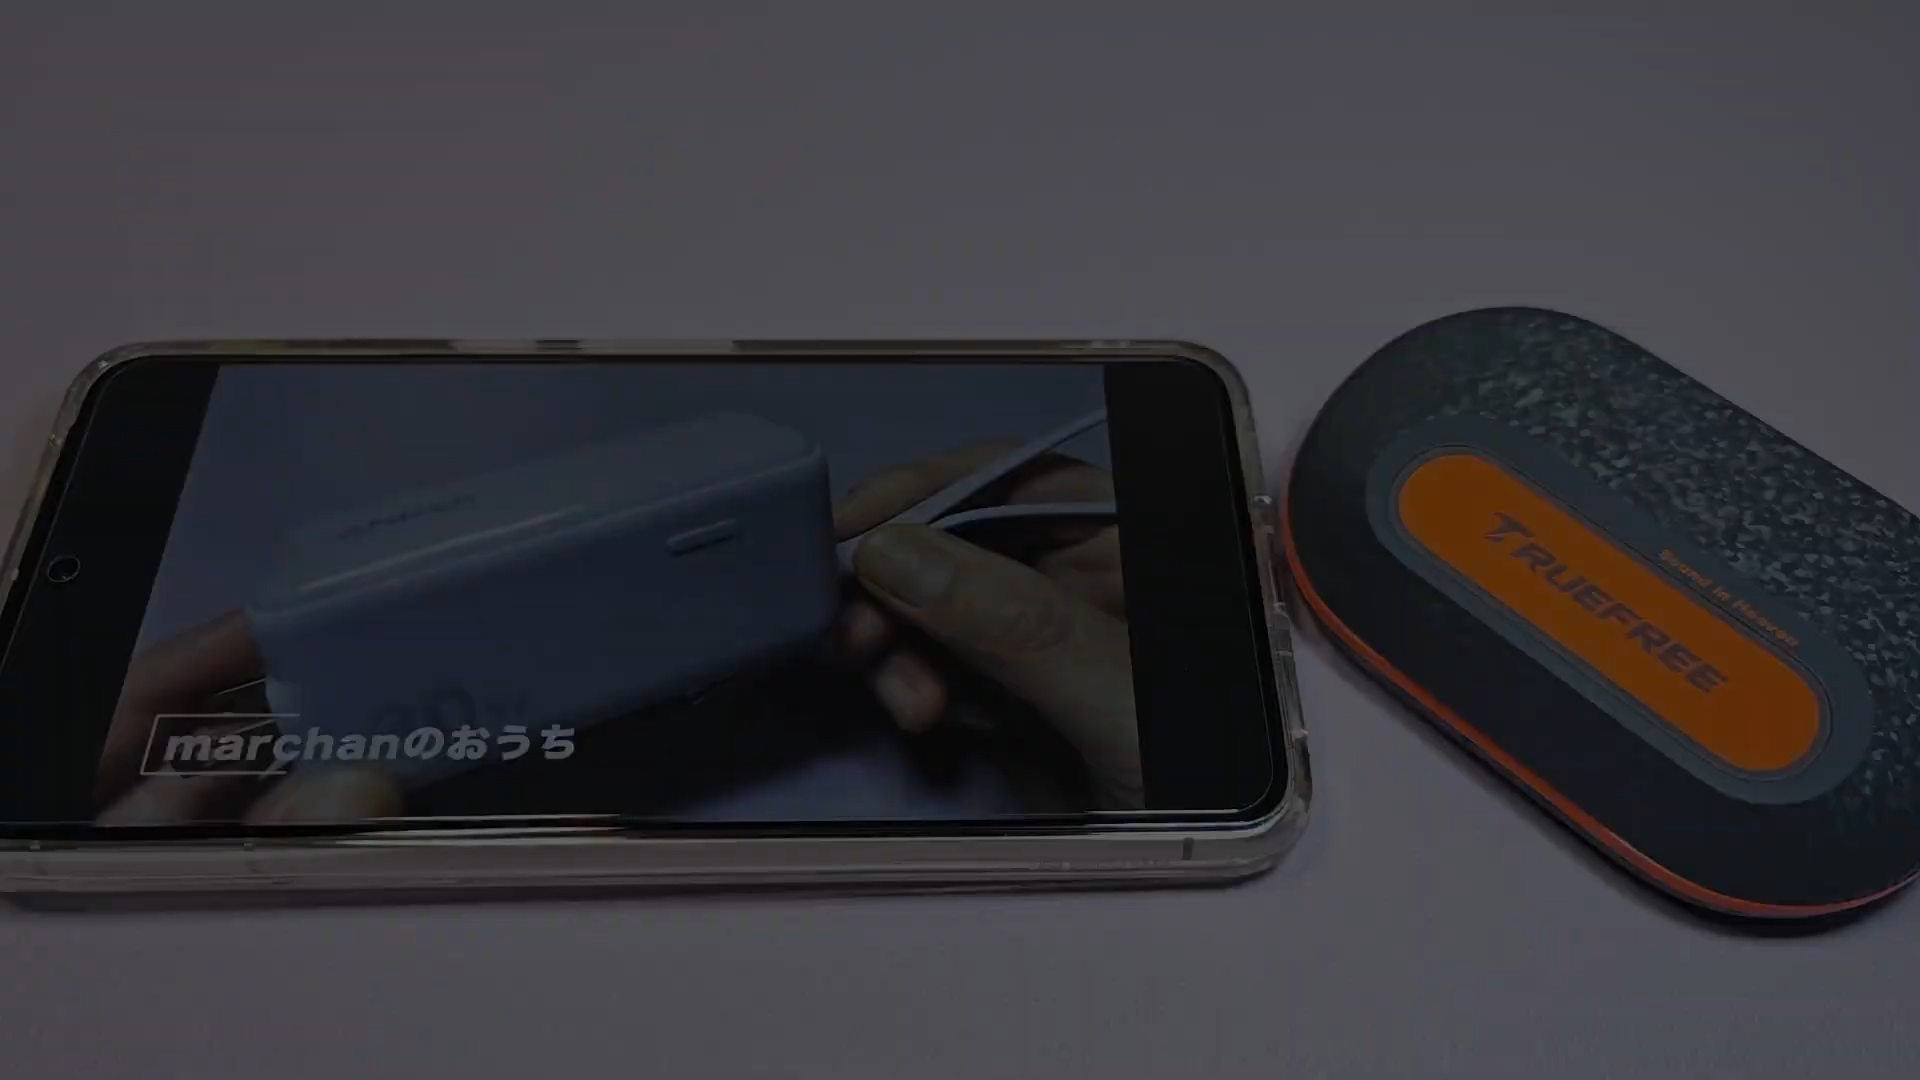 marchanのおうち
TRUEFREE
Sound in Heaven